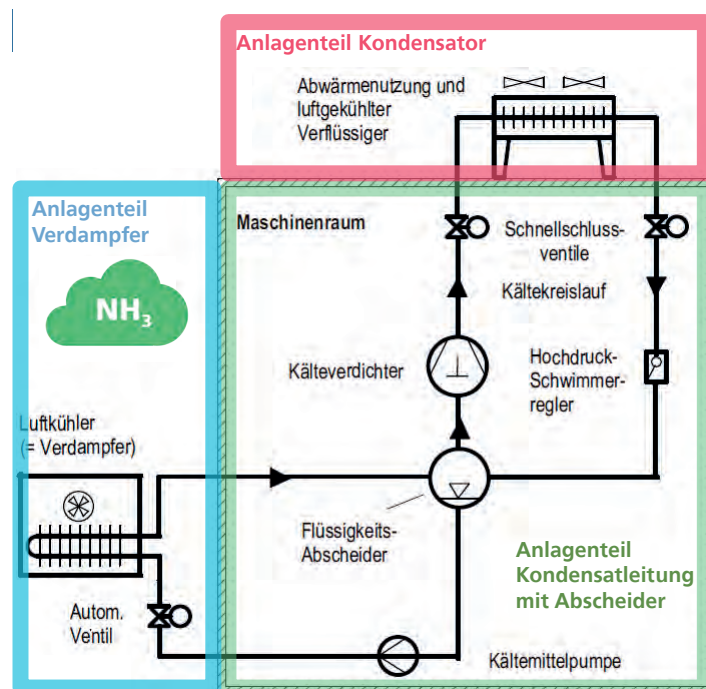 Anlagenteil Kondensator
Abwärmenutzung und
luftgekühlter
Verflüssiger
Anlagenteil
Verdampfer
Maschinenraum
Schnellschluss-
ventile
NH3
Kältekreislauf
Kälteverdichter
Hochdruck-
Schwimmer-
regler
Luftkühler
(= Verdampfer)
Flüssigkeits-
Abscheider
Anlagenteil
Kondensatleitung
mit Abscheider
Autom.
Ventil
Kältemittelpumpe